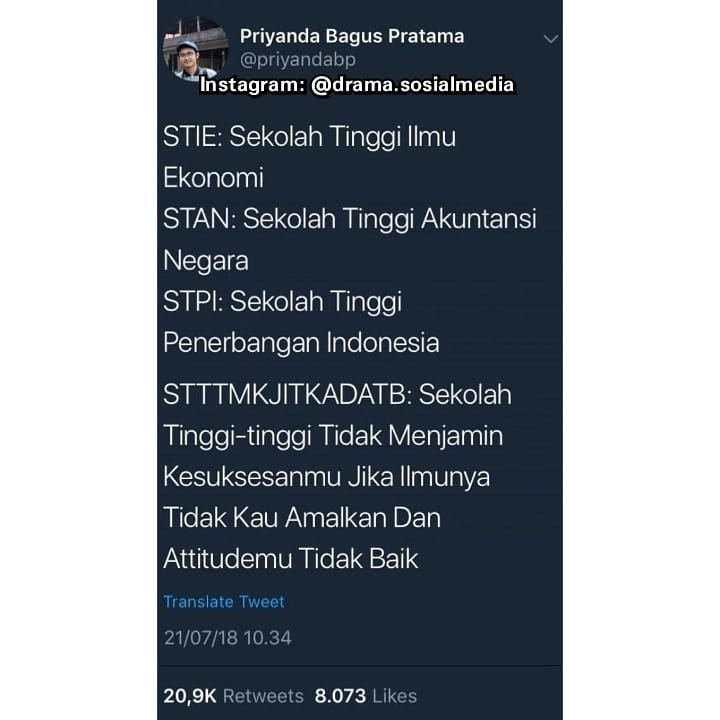 Priyanda Bagus Pratama
@priyandabp
Instagram: @drama.sosialmedia
STIE: Sekolah Tinggi Ilmu
Ekonomi
STAN: Sekolah Tinggi Akuntansi
Negara
STPI: Sekolah Tinggi
Penerbangan Indonesia
STTTMKJITKADATB: Sekolah
Tinggi-tinggi Tidak Menjamin
Kesuksesanmu Jika Ilmunya
Tidak Kau Amalkan Dan
Attitudemu Tidak Baik
Translate Tweet
21/07/18 10.34
20,9K Retweets 8.073 Likes